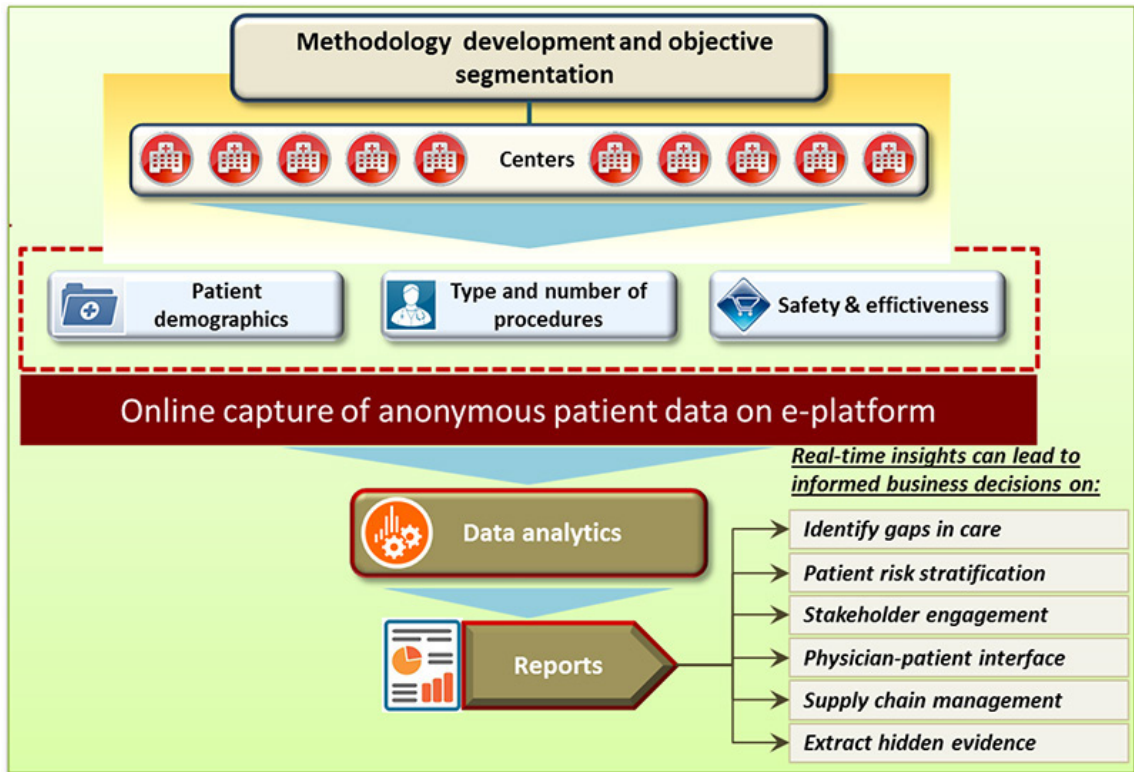 Methodology development and objective
segmentation
Centers
Patient
demographics
Type and number of
procedures
Safety & effictiveness
Online capture of anonymous patient data on e-platform
Real-time insights can lead to
informed business decisions on:
Data analytics
Identify gaps in care
Patient risk stratification
Stakeholder engagement
Reports
Physician-patient interface
Supply chain management
Extract hidden evidence